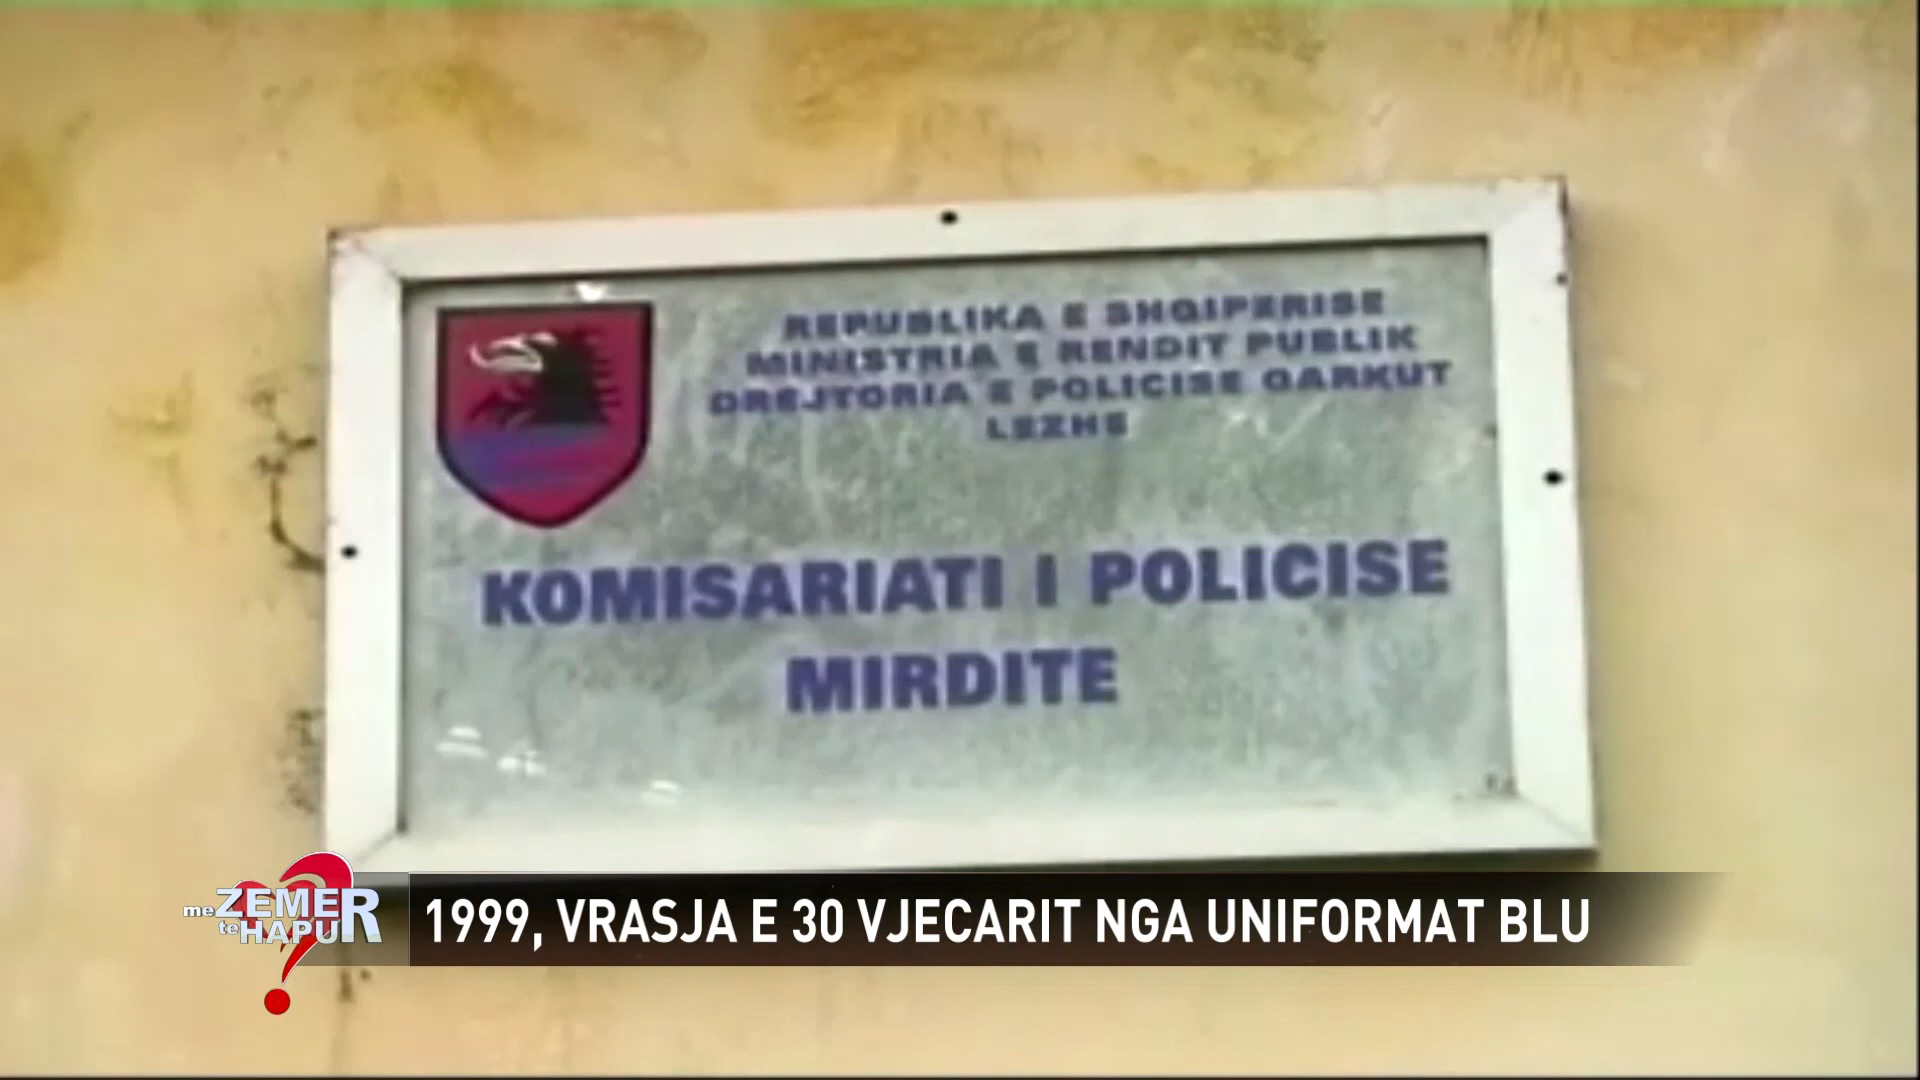 REPUBLIKA E SHQIPERISE
MINISTRIA E RENDIT PUBLIK
DREJTORIA E POLICISE QARKUT
LEZHE
KOMISARIATI I POLICISE
MIRDITE
me ZEMER
te HAPUR
1999, VRASJA E 30 VJECARIT NGA UNIFORMAT BLU